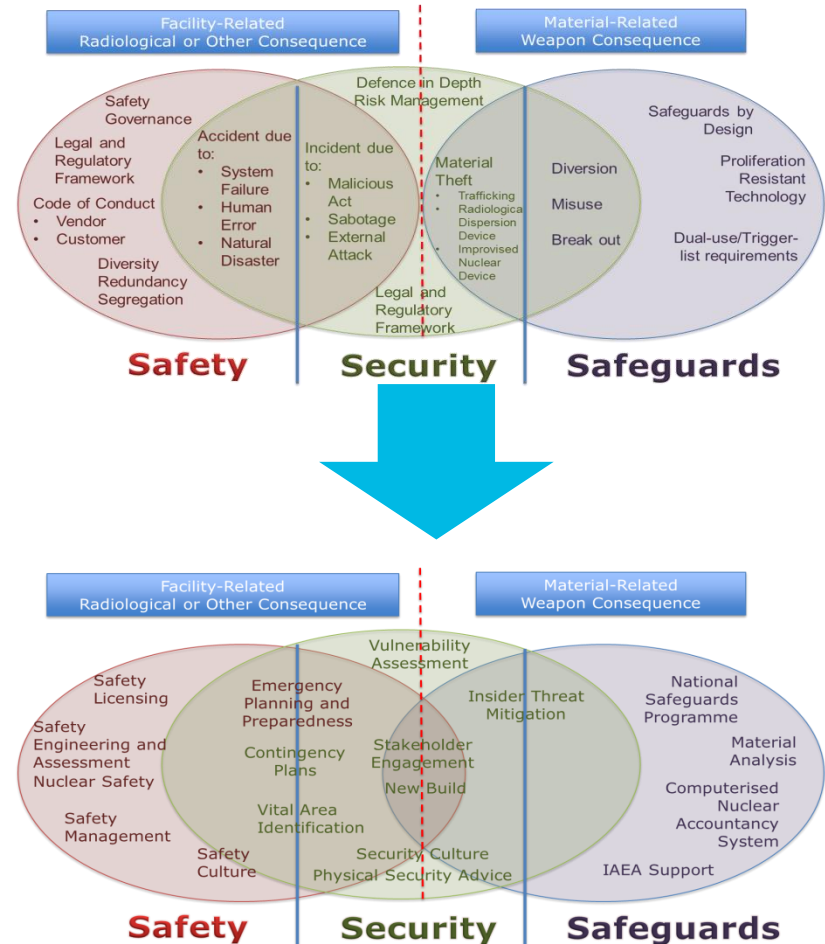 Facility-Related
Radiological or Other Consequence
Material-Related
Weapon Consequence
Safety
Governance
Legal and
Regulatory
Framework
Code of Conduct
• Vendor
• Customer
Diversity
Redundancy
Segregation
Accident due
to:
• System
Failure
• Human
Error
• Natural
Disaster
Defence in Depth
Risk Management
Incident due
to:
• Malicious
Act
• Sabotage
• External
Attack
Legal and
Regulatory
Framework
Material
Theft
• Trafficking
• Radiologica
Dispersion
Device
• Improvised
Nuclear
Device
Diversion
Misuse
Break out
Safeguards by
Design
Proliferation
Resistant
Technology
Dual-use/Trigger-
list requirements
Safety
Security
Safeguards
Facility-Related
Radiological or Other Consequence
Material-Related
Weapon Consequence
Safety
Licensing
Safety
Engineering and
Assessment
Nuclear Safety
Safety
Management
Safety
Culture
Emergency
Planning and
Preparedness
Contingency
Plans
Vital Area
Identification
Vulnerability
Assessment
Stakeholder
Engagement
New Build
Security Culture
Physical Security Advice
Insider Threat
Mitigation
National
Safeguards
Programme
Material
Analysis
Computerised
Nuclear
Accountancy
System
IAEA Support
Safety
Security
Safeguards